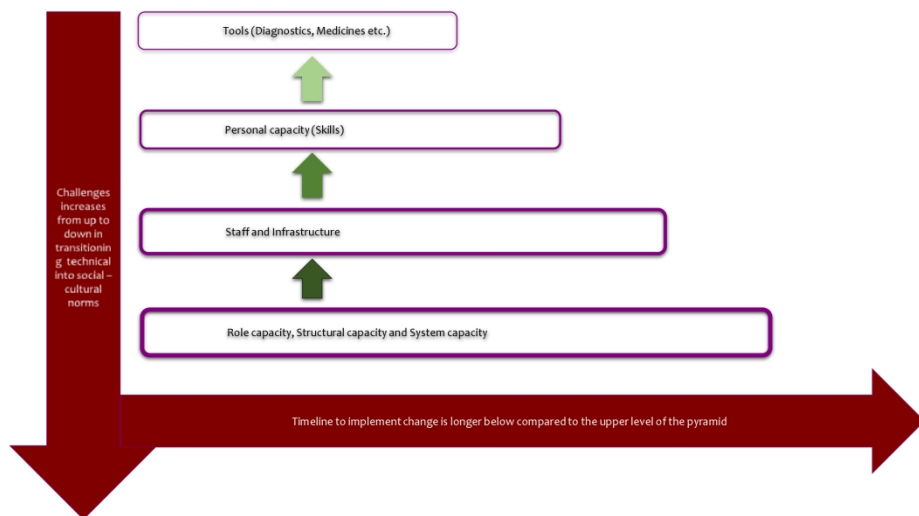 Tools (Diagnostics, Medicines etc.)
Personal capacity (Skills)
Staff and Infrastructure
Role capacity, Structural capacity and System capacity
Challenges
increases
from up to
down in
transitionin
g technical
into social –
cultural
norms
Timeline to implement change is longer below compared to the upper level of the pyramid